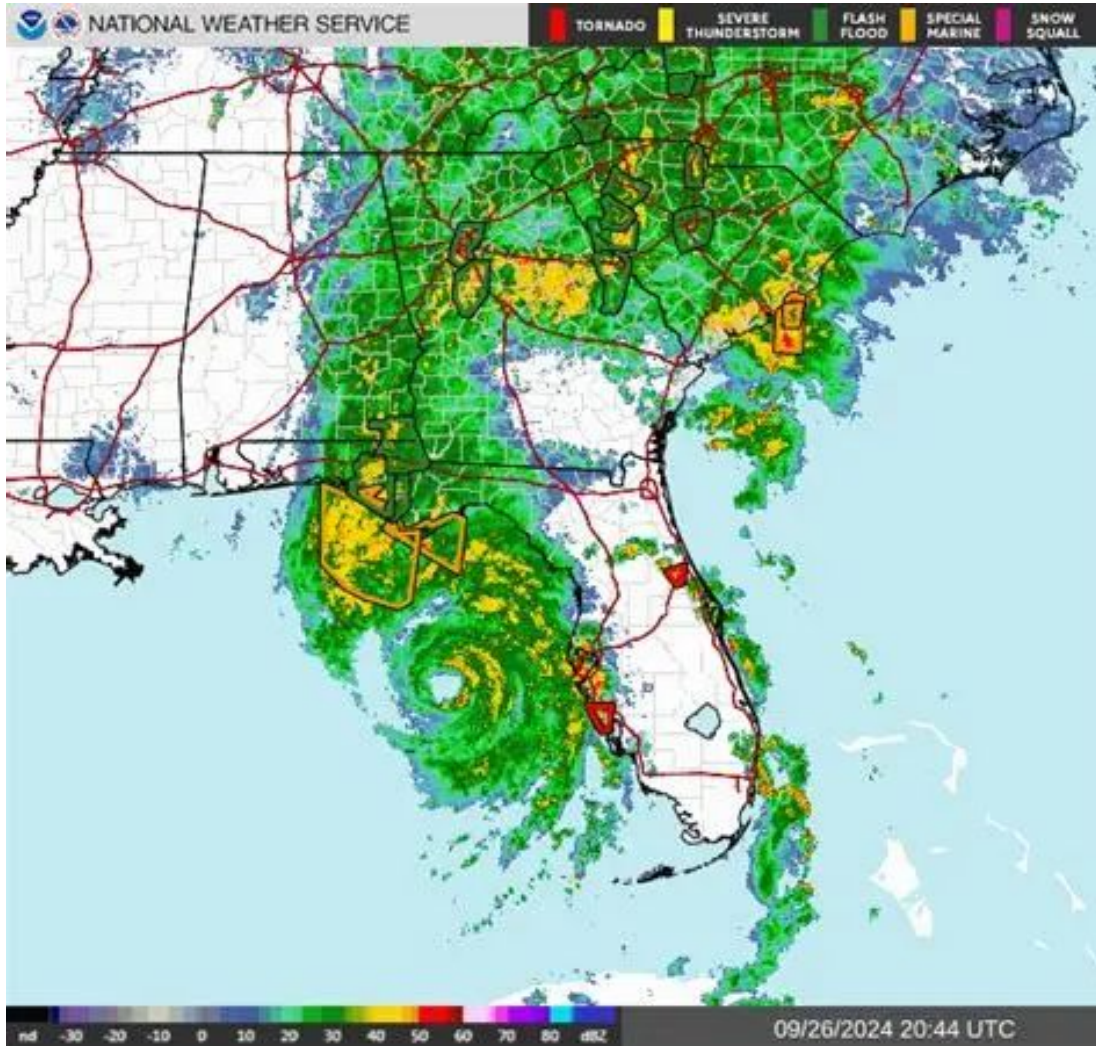 NATIONAL WEATHER SERVICE
TORNADO
SEVERE
THUNDERSTORM
FLASH
FLOOD
SPECIAL
MARINE
SNOW
SQUALL
nd -30 -20 -10 0 10 20 30 40 50 60 70 80 dBZ
09/26/2024 20:44 UTC